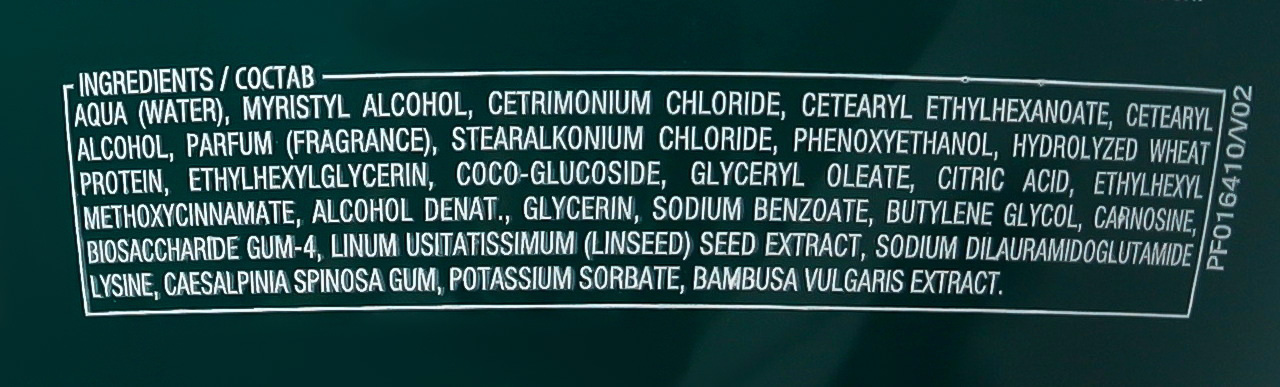 INGREDIENTS / СОСТАВ
AQUA (WATER), MYRISTYL ALCOHOL, CETRIMONIUM CHLORIDE, CETEARYL ETHYLHEXANOATE, CETEARYL
ALCOHOL, PARFUM (FRAGRANCE), STEARALKONIUM CHLORIDE, PHENOXYETHANOL, HYDROLYZED WHEAT
PROTEIN, ETHYLHEXYLGLYCERIN, COCO-GLUCOSIDE, GLYCERYL OLEATE, CITRIC ACID, ETHYLHEXYL
METHOXYCINNAMATE, ALCOHOL DENAT., GLYCERIN, SODIUM BENZOATE, BUTYLENE GLYCOL, CARNOSINE,
BIOSACCHARIDE GUM-4, LINUM USITATISSIMUM (LINSEED) SEED EXTRACT, SODIUM DILAURAMIDOGLUTAMIDE
LYSINE, CAESALPINIA SPINOSA GUM, POTASSIUM SORBATE, BAMBUSA VULGARIS EXTRACT.
PF016410/V02